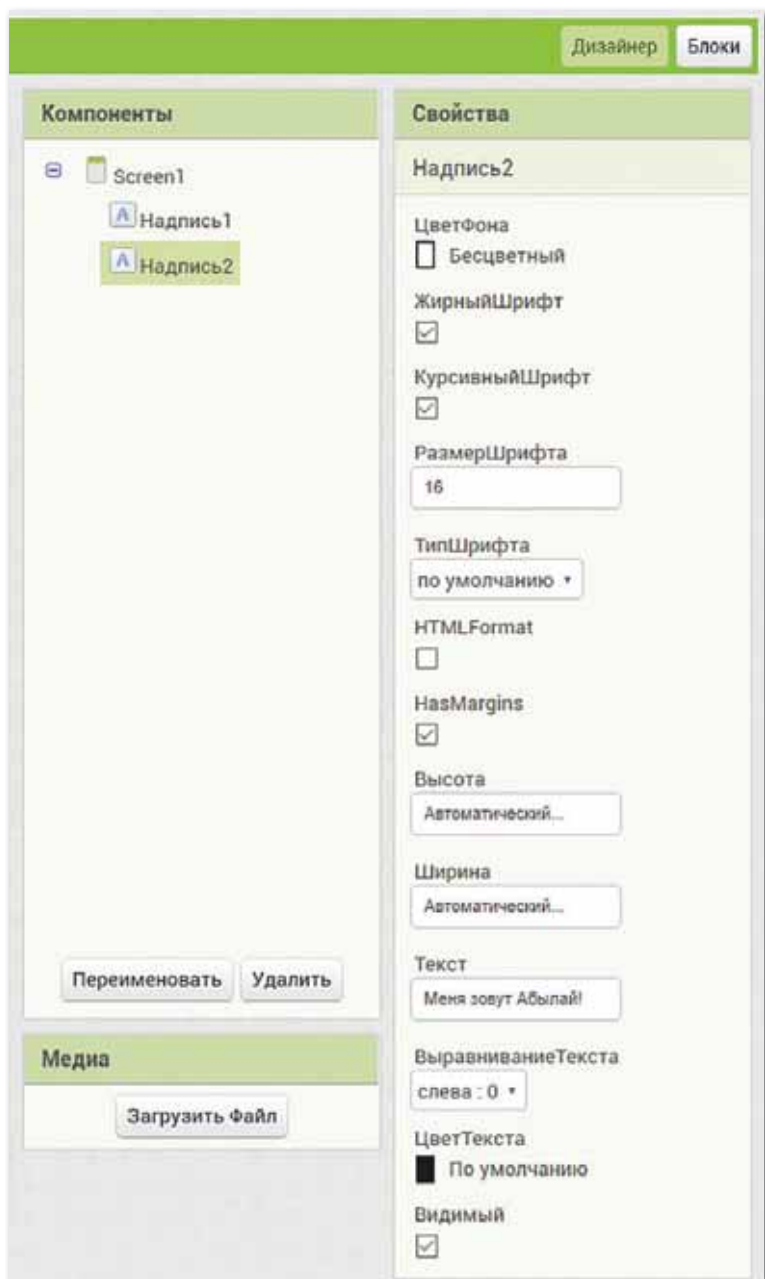 Дизайнер
Блоки
Компоненты
Screen1
Надпись1
Надпись2
Переименовать
Удалить
Медиа
Загрузить Файл
Свойства
Надпись2
ЦветФона
Бесцветный
ЖирныйШрифт
КурсивныйШрифт
РазмерШрифта
16
ТипШрифта
по умолчанию
HTMLFormat
HasMargins
Высота
Автоматический...
Ширина
Автоматический...
Текст
Меня зовут Абылай!
ВыравниваниеТекста
слева : 0
ЦветТекста
По умолчанию
Видимый